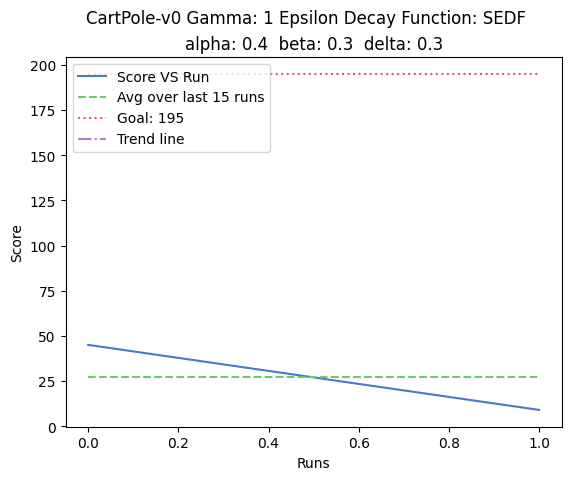 CartPole-v0 Gamma: 1 Epsilon Decay Function: SEDF
alpha: 0.4 beta: 0.3 delta: 0.3
Score VS Run
Avg over last 15 runs
Goal: 195
Trend line
200
175
150
125
100
75
50
25
0
Score
0.0 0.2 0.4 0.6 0.8 1.0
Runs